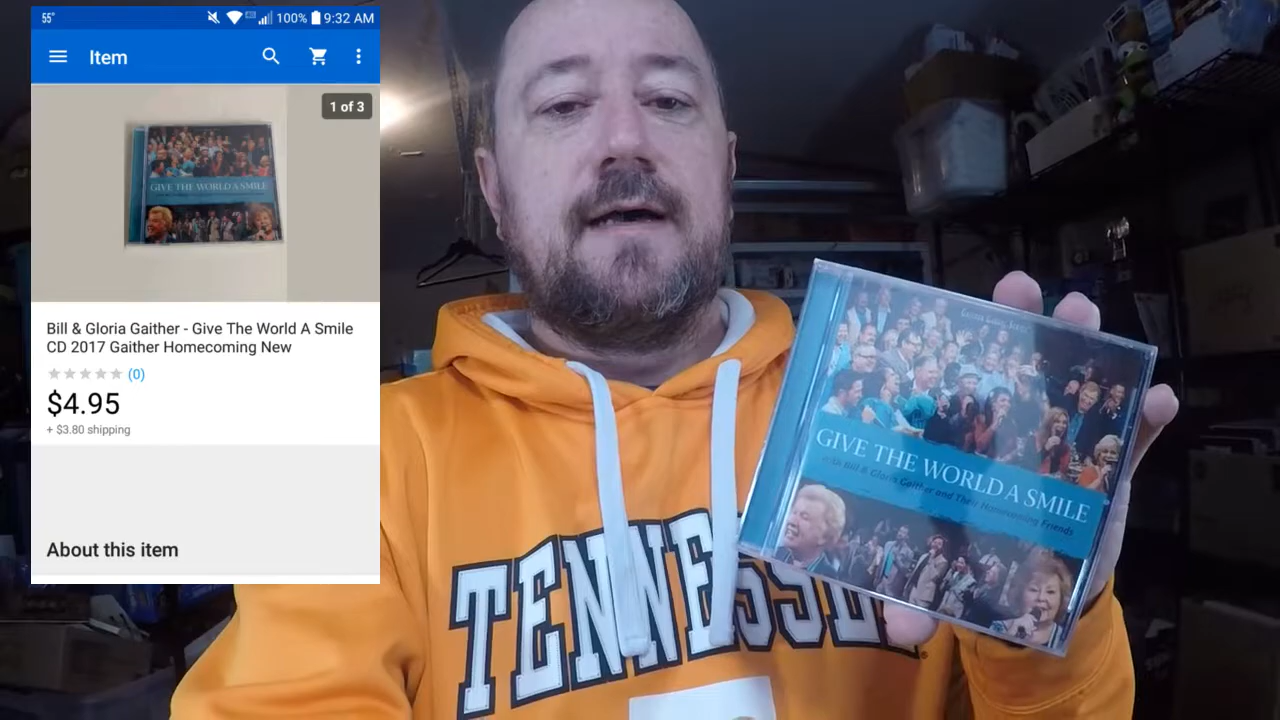 55°
100%
9:32 AM
Item
1 of 3
GIVE THE WORLD A SMILE
Bill & Gloria Gaither - Give The World A Smile
CD 2017 Gaither Homecoming New
(0)
$4.95
+ $3.80 shipping
About this item
GIVE THE WORLD A SMILE
with Bill & Gloria Gaither and Their Homecoming Friends
TENNESSEE